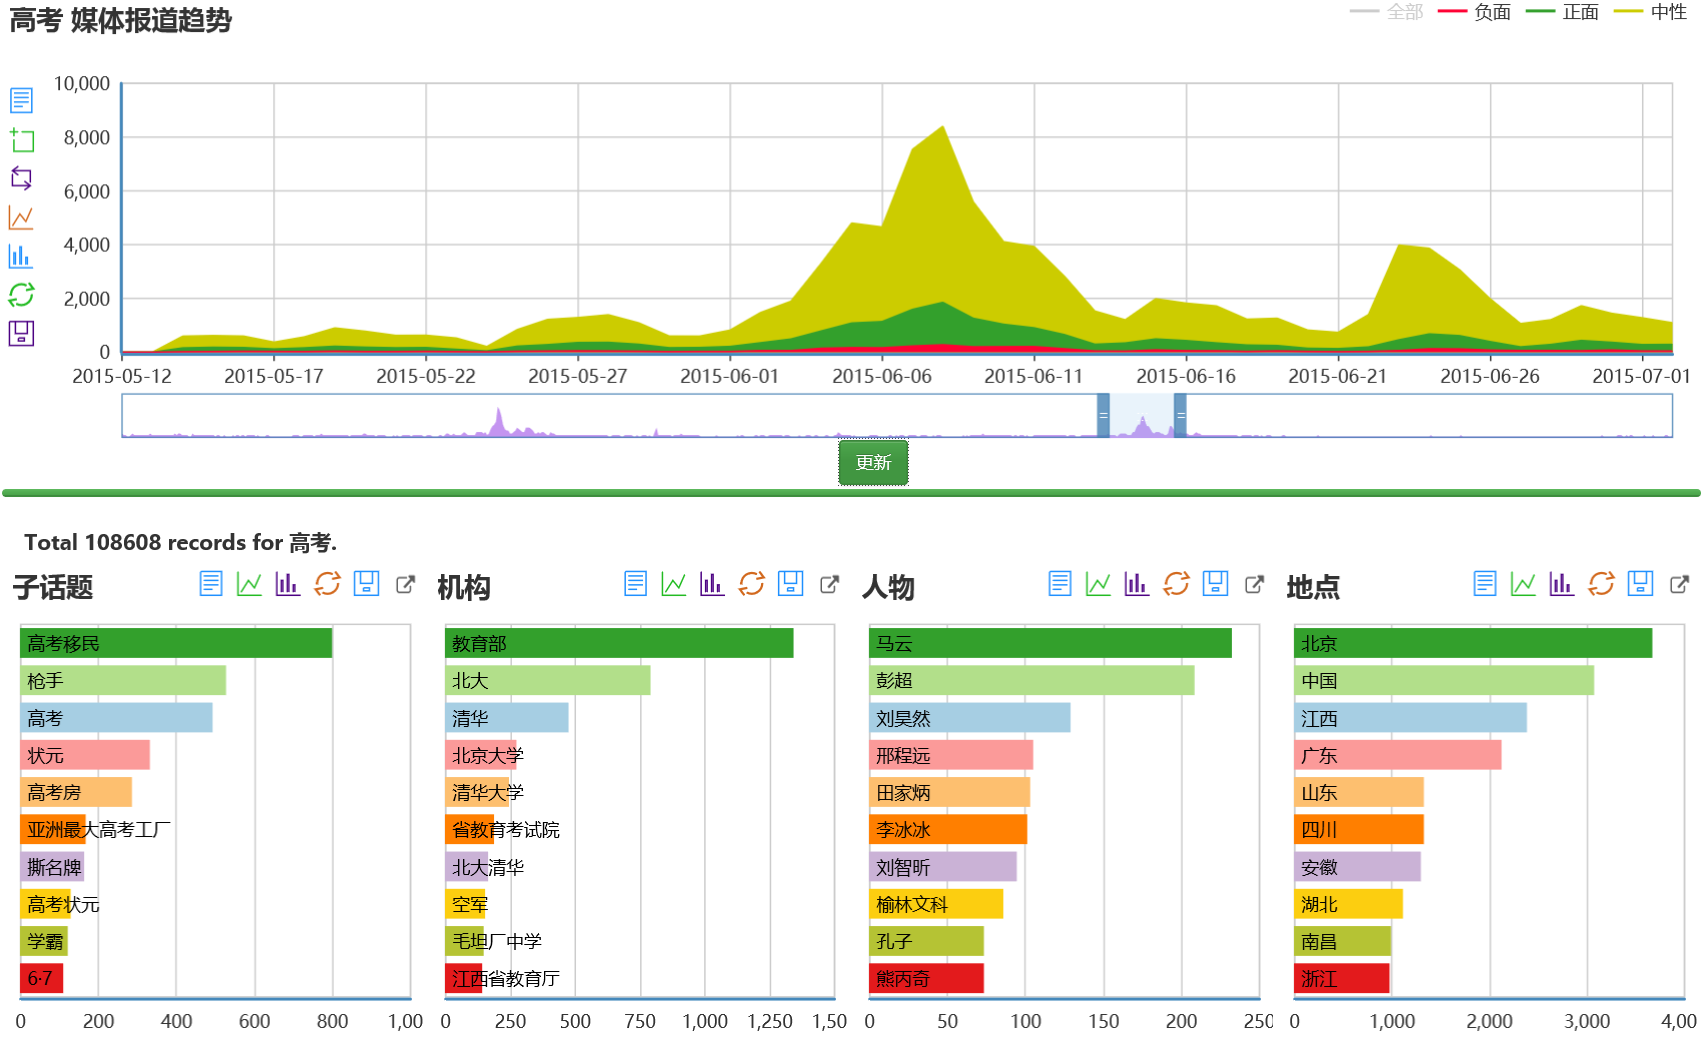 高考 媒体报道趋势
全部 负面 正面 中性
10,000
8,000
6,000
4,000
2,000
0
2015-05-12 2015-05-17 2015-05-22 2015-05-27 2015-06-01 2015-06-06 2015-06-11 2015-06-16 2015-06-21 2015-06-26 2015-07-01
更新
Total 108608 records for 高考.
子话题
高考移民
枪手
高考
状元
高考房
亚洲最大高考工厂
撕名牌
高考状元
学霸
6·7
0 200 400 600 800 1,00
机构
教育部
北大
清华
北京大学
清华大学
省教育考试院
北大清华
空军
毛坦厂中学
江西省教育厅
0 250 500 750 1,000 1,250 1,50
人物
马云
彭超
刘昊然
邢程远
田家炳
李冰冰
刘智昕
榆林文科
孔子
熊丙奇
0 50 100 150 200 250
地点
北京
中国
江西
广东
山东
四川
安徽
湖北
南昌
浙江
0 1,000 2,000 3,000 4,00